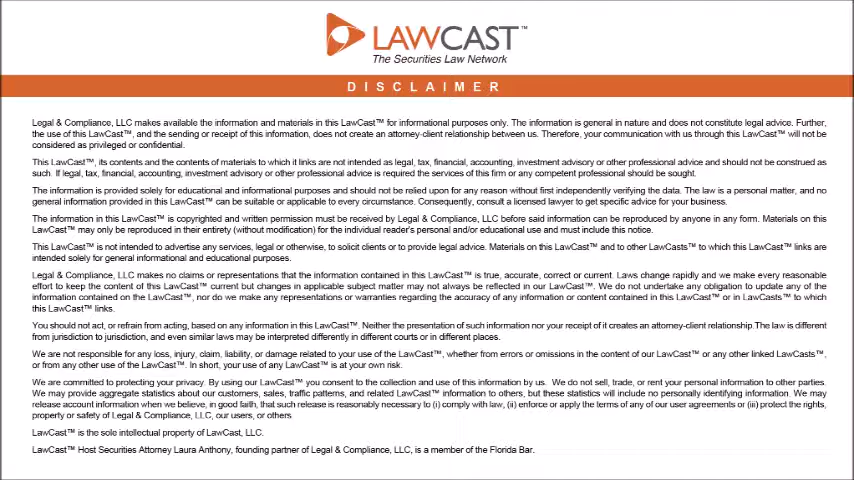 LAWCAST™
The Securities Law Network
DISCLAIMER
Legal & Compliance, LLC makes available the information and materials in this LawCast™ for informational purposes only. The information is general in nature and does not constitute legal advice. Further,
the use of this LawCast™, and the sending or receipt of this information, does not create an attorney-client relationship between us. Therefore, your communication with us through this LawCast™ will not be
considered as privileged or confidential.
This LawCast™, its contents and the contents of materials to which it links are not intended as legal, tax, financial, accounting, investment advisory or other professional advice and should not be construed as
such. If legal, tax, financial, accounting, investment advisory or other professional advice is required the services of this firm or any competent professional should be sought.
The information is provided solely for educational and informational purposes and should not be relied upon for any reason without first independently verifying the data. The law is a personal matter, and no
general information provided in this LawCast™ can be suitable or applicable to every circumstance. Consequently, consult a licensed lawyer to get specific advice for your business.
The information in this LawCast™ is copyrighted and written permission must be received by Legal & Compliance, LLC before said information can be reproduced by anyone in any form. Materials on this
LawCast™ may only be reproduced in their entirety (without modification) for the individual reader's personal and/or educational use and must include this notice.
This LawCast™ is not intended to advertise any services, legal or otherwise, to solicit clients or to provide legal advice. Materials on this LawCast™ and to other LawCasts™ to which this LawCast™ links are
intended solely for general informational and educational purposes.
Legal & Compliance, LLC makes no claims or representations that the information contained in this LawCast™ is true, accurate, correct or current. Laws change rapidly and we make every reasonable
effort to keep the content of this LawCast™ current but changes in applicable subject matter may not always be reflected in our LawCast™. We do not undertake any obligation to update any of the
information contained on the LawCast™, nor do we make any representations or warranties regarding the accuracy of any information or content contained in this LawCast™ or in LawCasts™ to which
this LawCast™ links.
You should not act, or refrain from acting, based on any information in this LawCast™. Neither the presentation of such information nor your receipt of it creates an attorney-client relationship.The law is different
from jurisdiction to jurisdiction, and even similar laws may be interpreted differently in different courts or in different places.
We are not responsible for any loss, injury, claim, liability, or damage related to your use of the LawCast™, whether from errors or omissions in the content of our LawCast™ or any other linked LawCasts™,
or from any other use of the LawCast™. In short, your use of any LawCast™ is at your own risk.
We are committed to protecting your privacy. By using our LawCast™ you consent to the collection and use of this information by us. We do not sell, trade, or rent your personal information to other parties.
We may provide aggregate statistics about our customers, sales, traffic patterns, and related LawCast™ information to others, but these statistics will include no personally identifying information. We may
release account information when we believe, in good faith, that such release is reasonably necessary to (i) comply with law, (ii) enforce or apply the terms of any of our user agreements or (iii) protect the rights,
property or safety of Legal & Compliance, LLC, our users, or others
LawCast™ is the sole intellectual property of LawCast, LLC.
LawCast™ Host Securities Attorney Laura Anthony, founding partner of Legal & Compliance, LLC, is a member of the Florida Bar.